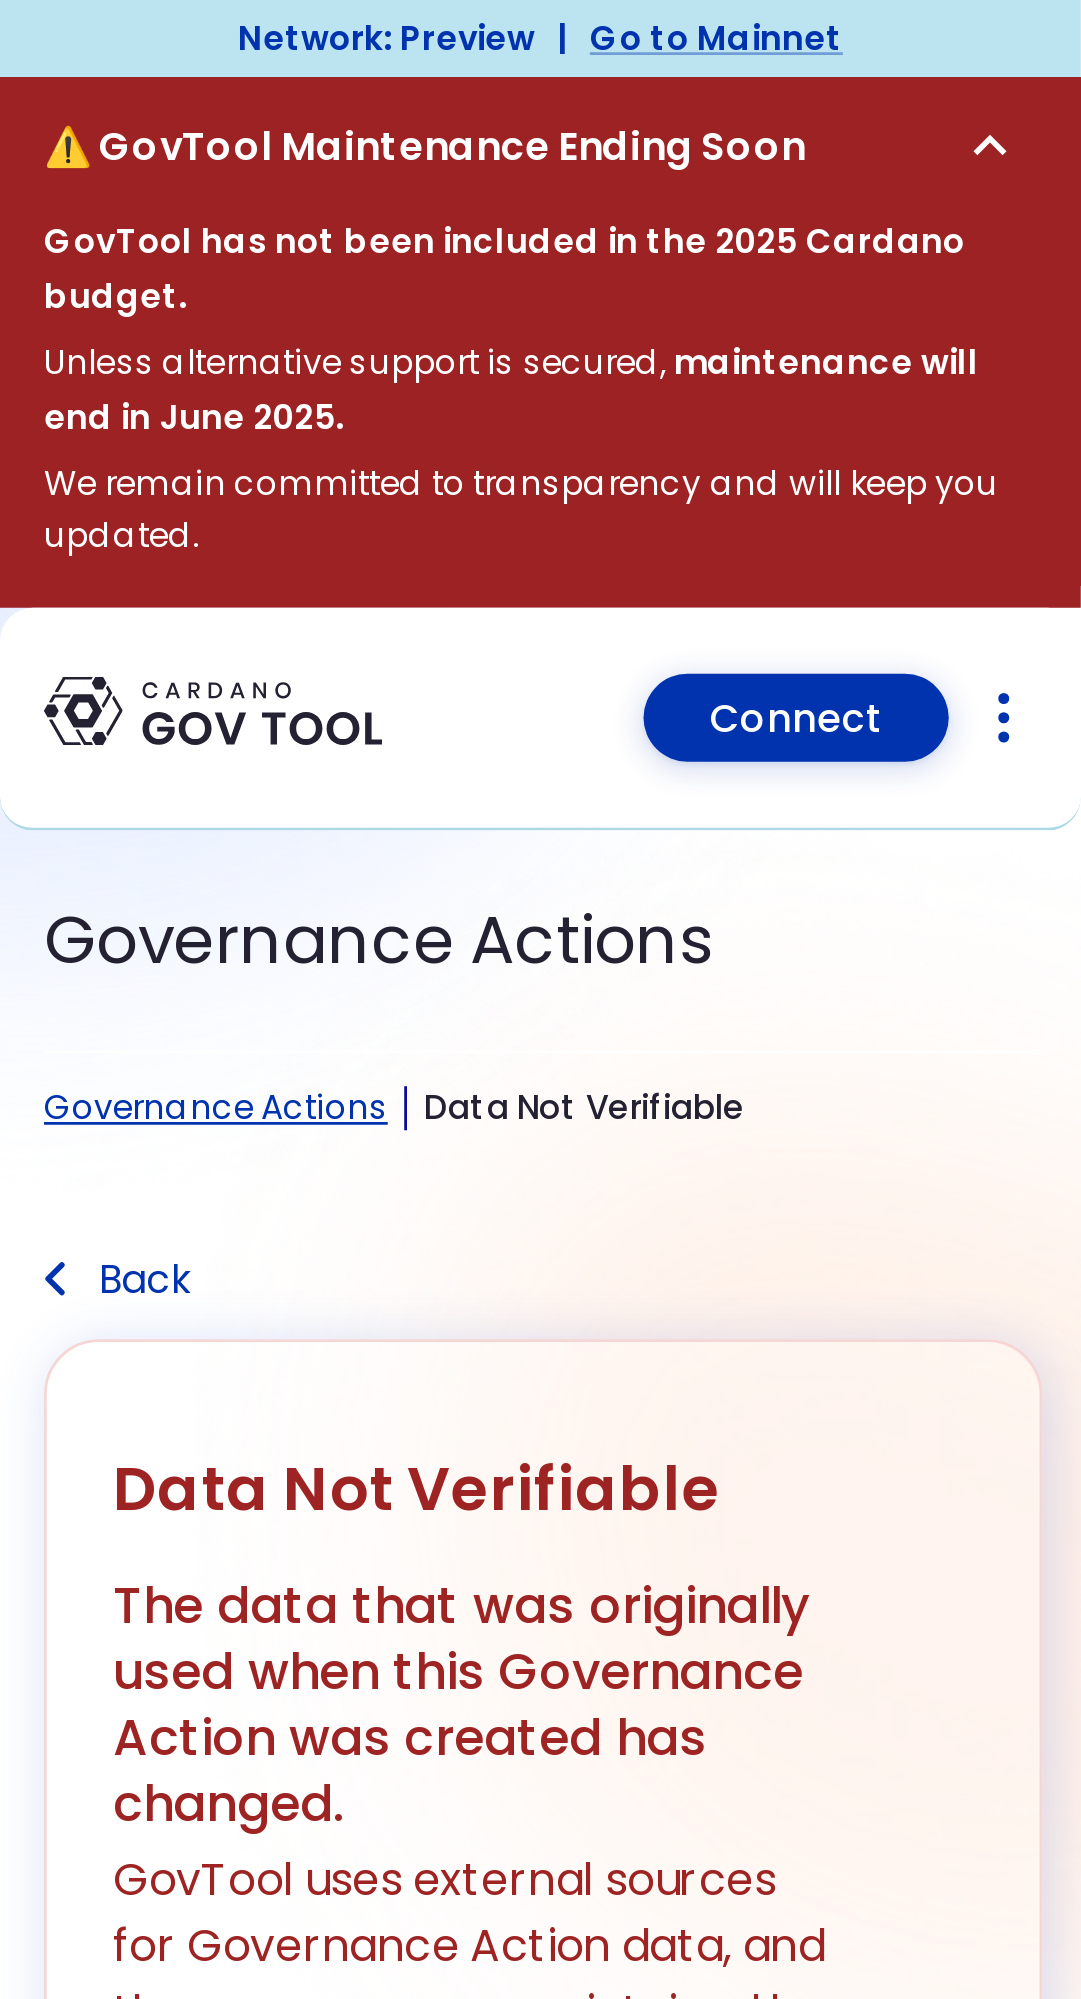 Network: Preview | Go to Mainnet
⚠️ GovTool Maintenance Ending Soon
GovTool has not been included in the 2025 Cardano
budget.
Unless alternative support is secured, maintenance will
end in June 2025.
We remain committed to transparency and will keep you
updated.
CARDANO
GOV TOOL
Connect
Governance Actions
Governance Actions | Data Not Verifiable
Back
Data Not Verifiable
The data that was originally
used when this Governance
Action was created has
changed.
GovTool uses external sources
for Governance Action data, and